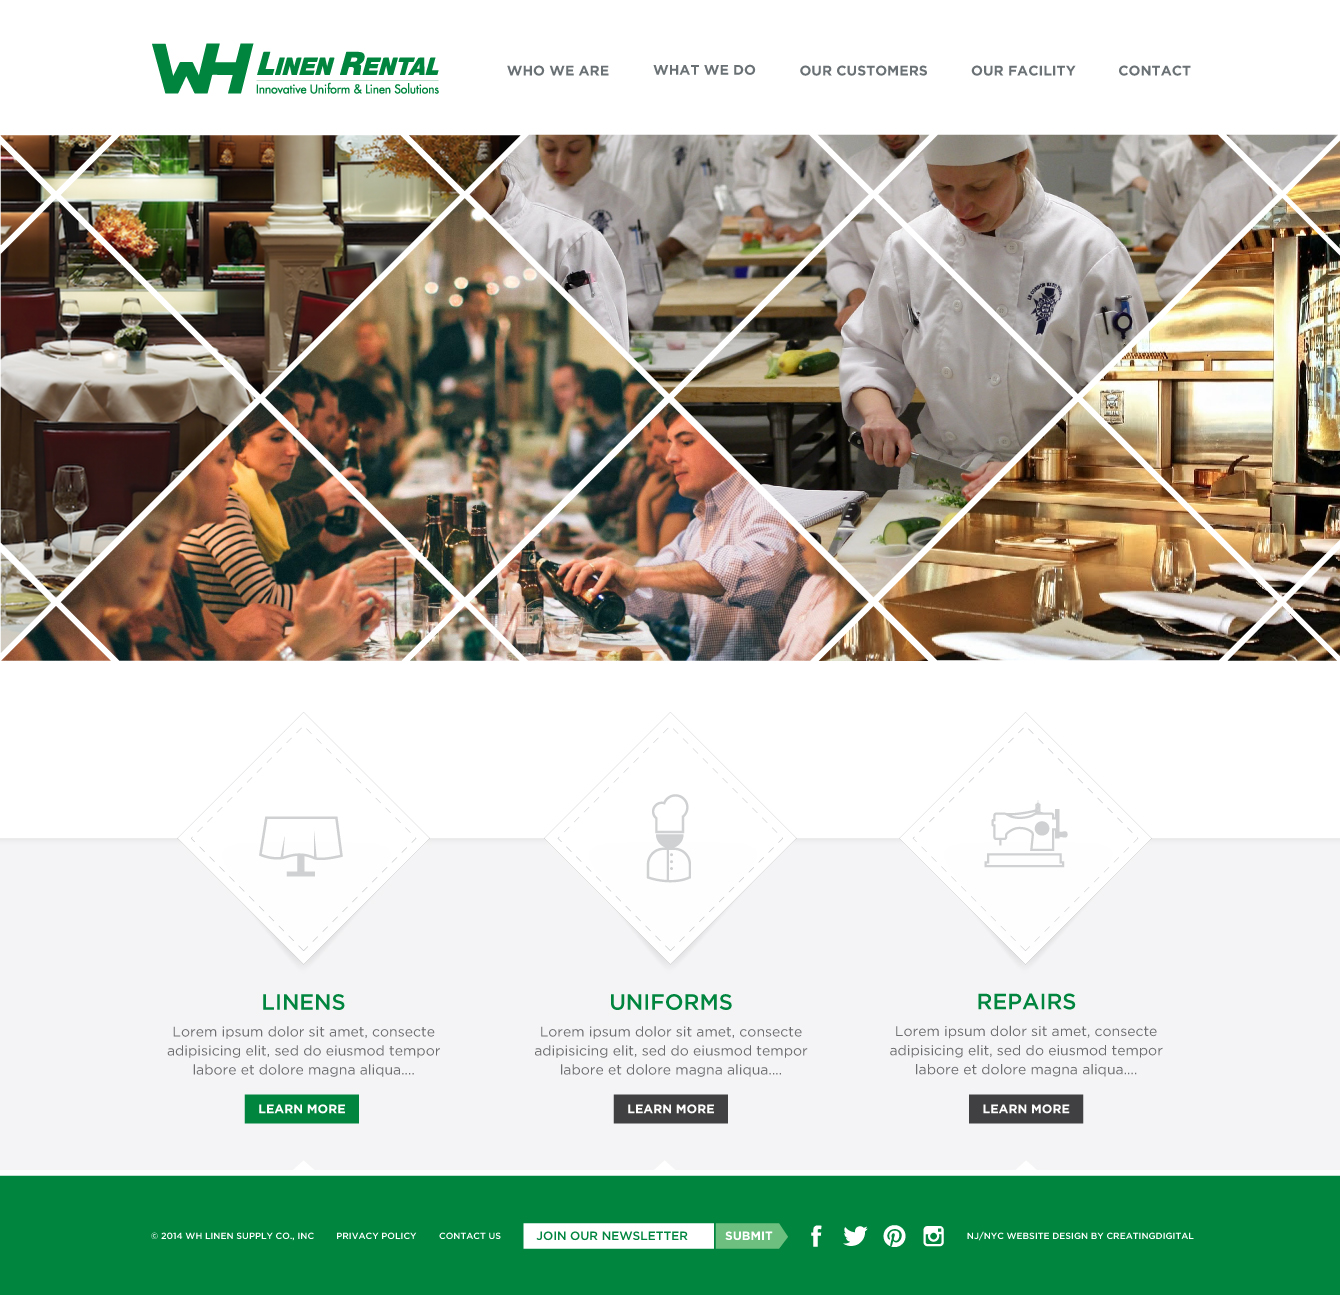 WH LINEN RENTAL
Innovative Uniform & Linen Solutions
WHO WE ARE
WHAT WE DO
OUR CUSTOMERS
OUR FACILITY
CONTACT
LINENS
Lorem ipsum dolor sit amet, consecte
adipisicing elit, sed do eiusmod tempor
labore et dolore magna aliqua....
LEARN MORE
UNIFORMS
Lorem ipsum dolor sit amet, consecte
adipisicing elit, sed do eiusmod tempor
labore et dolore magna aliqua....
LEARN MORE
REPAIRS
Lorem ipsum dolor sit amet, consecte
adipisicing elit, sed do eiusmod tempor
labore et dolore magna aliqua....
LEARN MORE
© 2014 WH LINEN SUPPLY CO., INC
PRIVACY POLICY
CONTACT US
JOIN OUR NEWSLETTER
SUBMIT
NJ/NYC WEBSITE DESIGN BY CREATINGDIGITAL